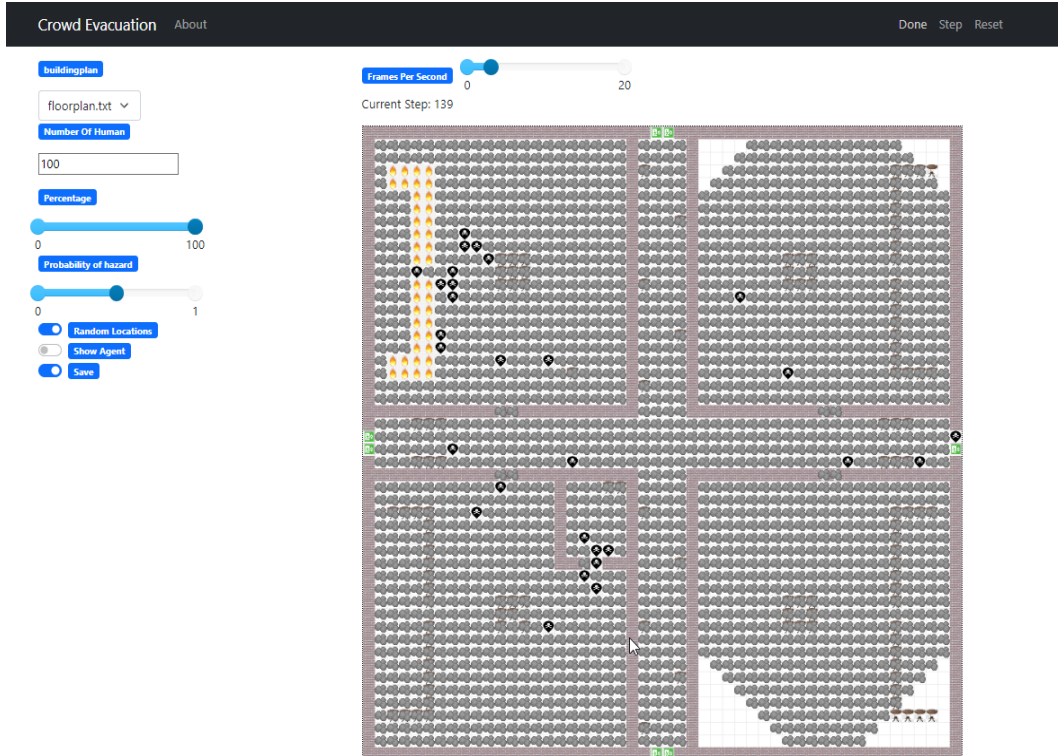 Crowd Evacuation About Done Step Reset
buildingplan
floorplan.txt
Number Of Human
100
Percentage
0 100
Probability of hazard
0 1
Random Locations
Show Agent
Save
Frames Per Second
0 20
Current Step: 139